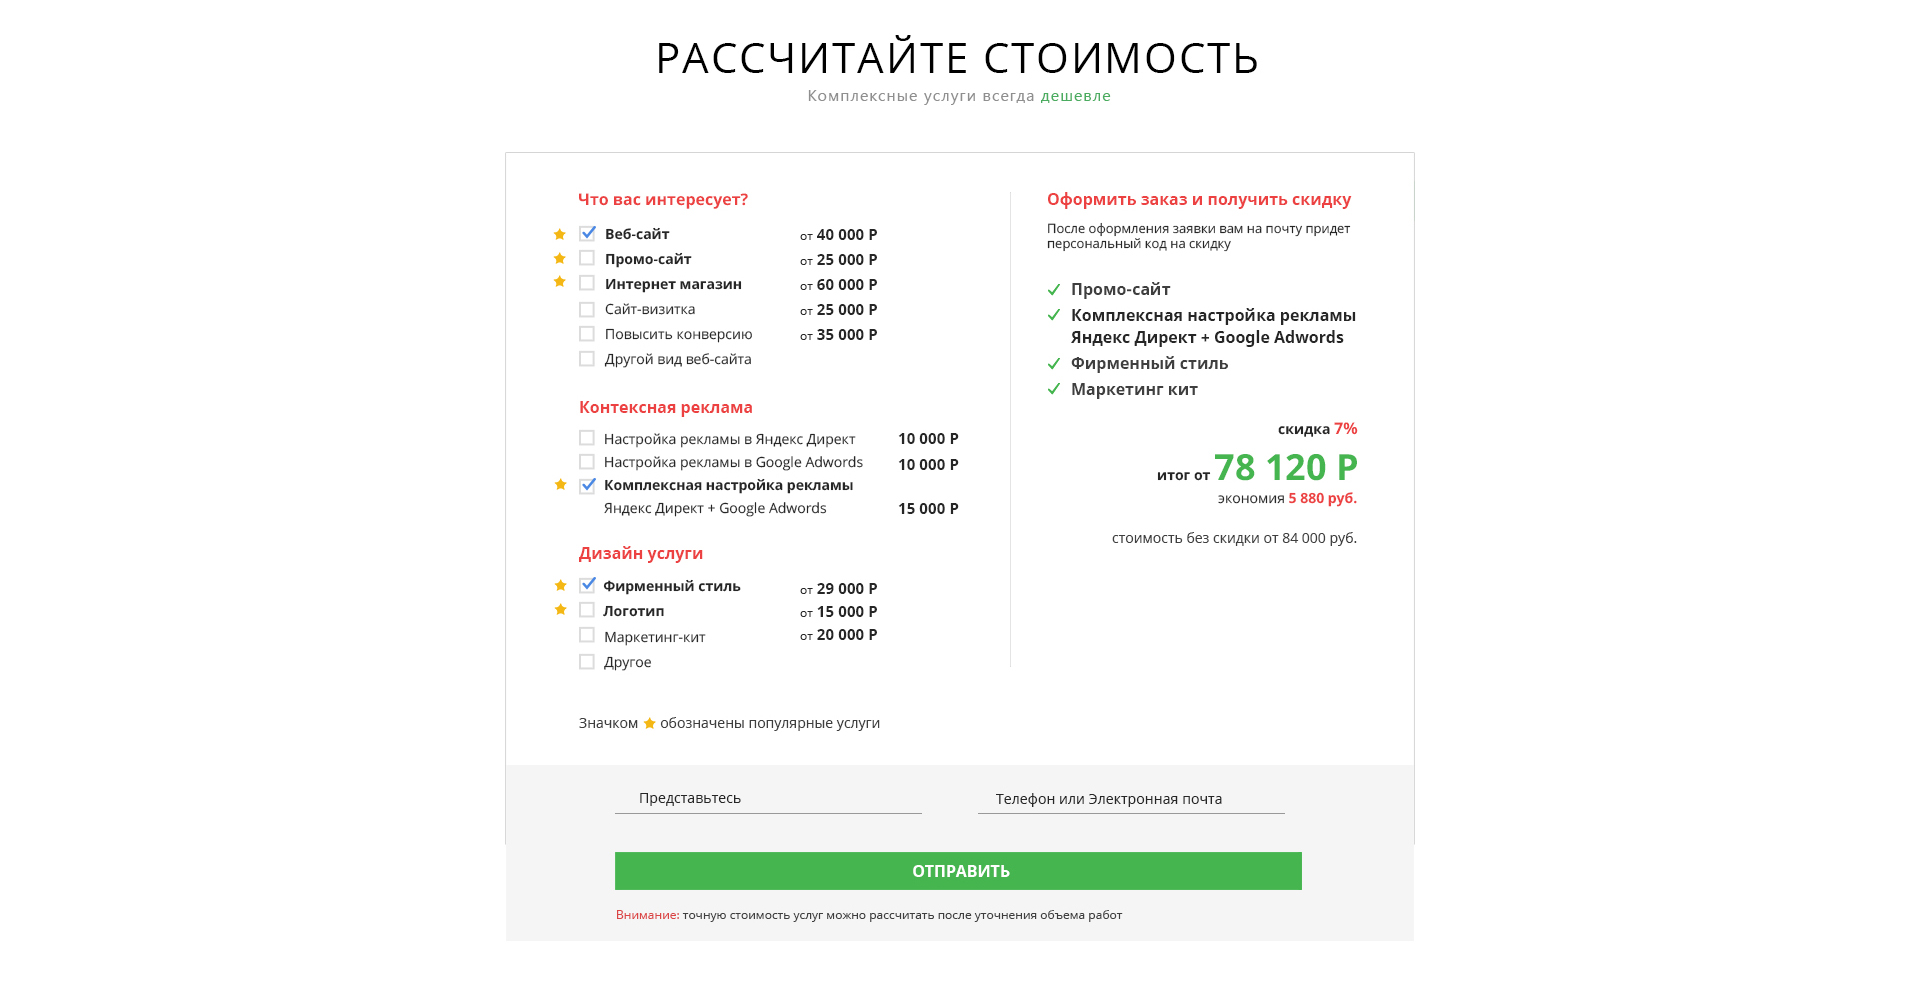 РАССЧИТАЙТЕ СТОИМОСТЬ
Комплексные услуги всегда дешевле
Что вас интересует?
Веб-сайт от 40 000 Р
Промо-сайт от 25 000 Р
Интернет магазин от 60 000 Р
Сайт-визитка от 25 000 Р
Повысить конверсию от 35 000 Р
Другой вид веб-сайта
Контексная реклама
Настройка рекламы в Яндекс Директ 10 000 Р
Настройка рекламы в Google Adwords 10 000 Р
Комплексная настройка рекламы
Яндекс Директ + Google Adwords 15 000 Р
Дизайн услуги
Фирменный стиль от 29 000 Р
Логотип от 15 000 Р
Маркетинг-кит от 20 000 Р
Другое
Значком обозначены популярные услуги
Оформить заказ и получить скидку
После оформления заявки вам на почту придет
персональный код на скидку
Промо-сайт
Комплексная настройка рекламы
Яндекс Директ + Google Adwords
Фирменный стиль
Маркетинг кит
скидка 7%
итог от 78 120 Р
экономия 5 880 руб.
стоимость без скидки от 84 000 руб.
Представьтесь
Телефон или Электронная почта
ОТПРАВИТЬ
Внимание: точную стоимость услуг можно рассчитать после уточнения объема работ